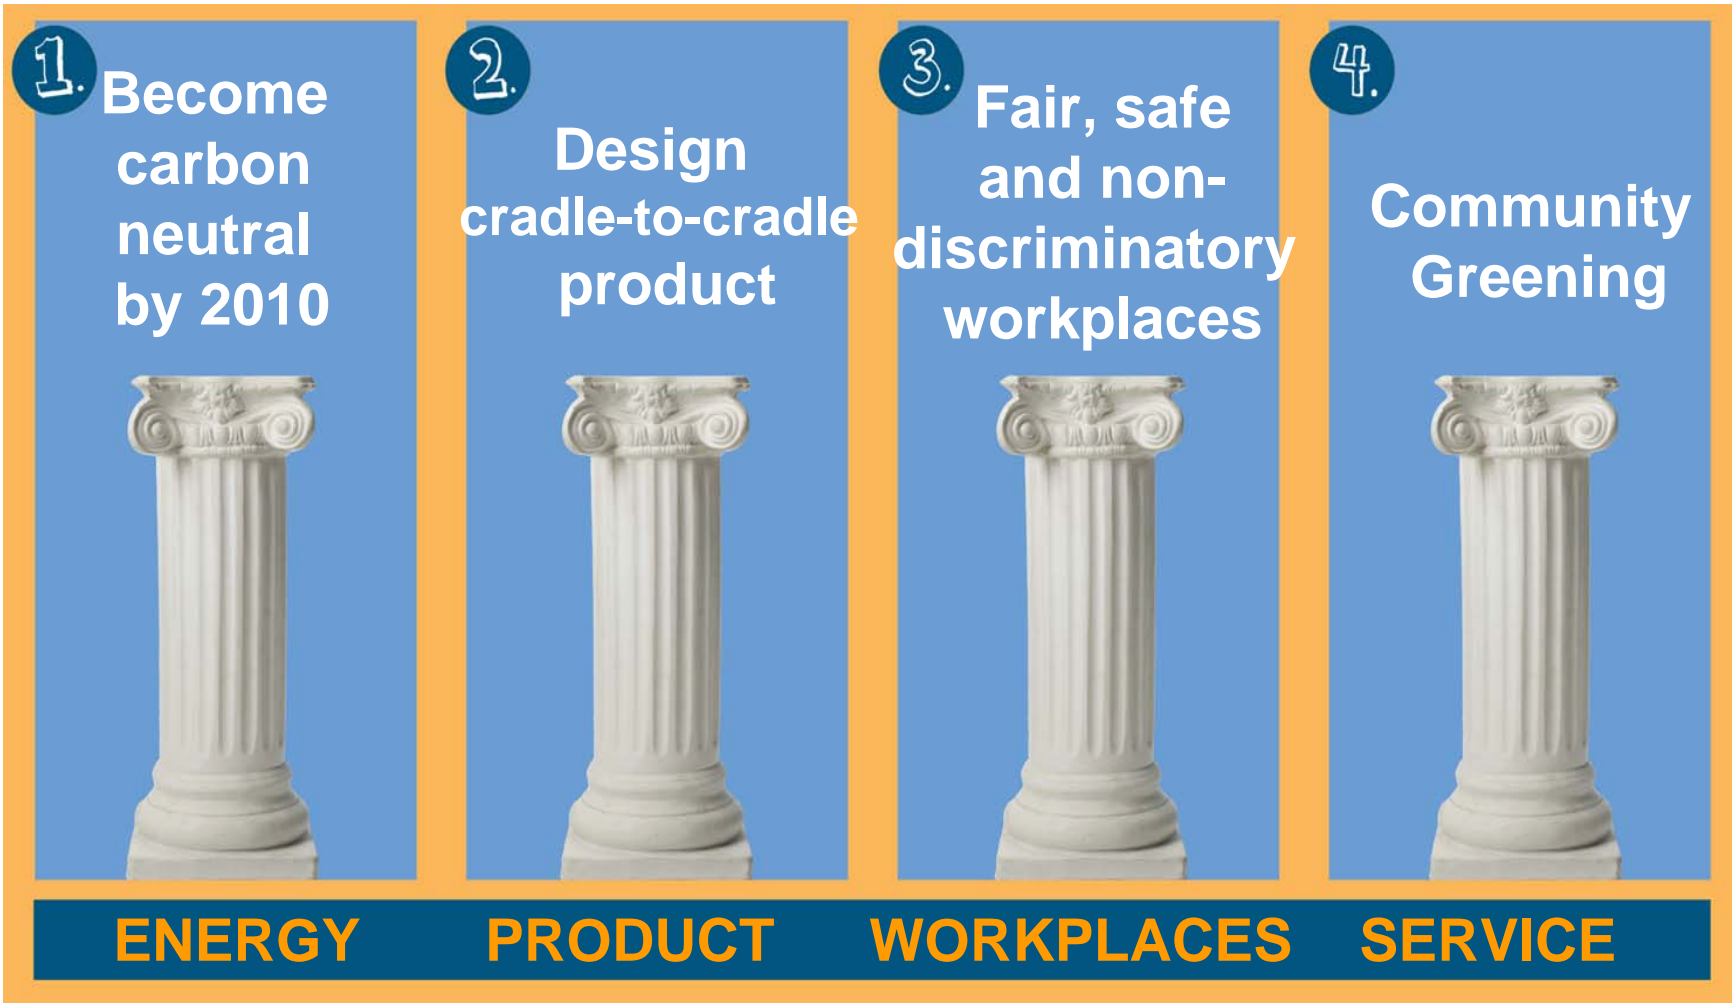 1.
Become
carbon
neutral
by 2010
2.
Design
cradle-to-cradle
product
3.
Fair, safe
and non-
discriminatory
workplaces
4.
Community
Greening
ENERGY
PRODUCT
WORKPLACES
SERVICE